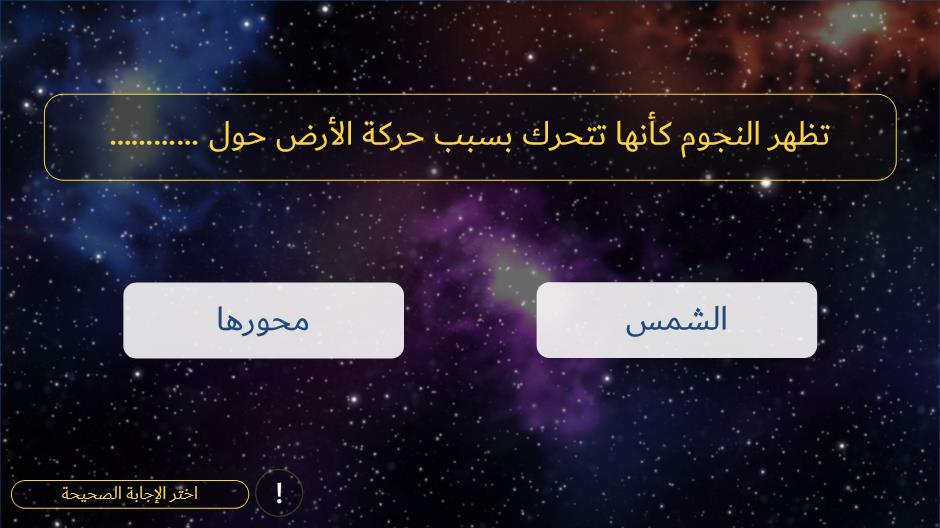 تظهر النجوم كأنها تتحرك بسبب حركة الأرض حول ............
الشمس
محورها
اختر الإجابة الصحيحة
!